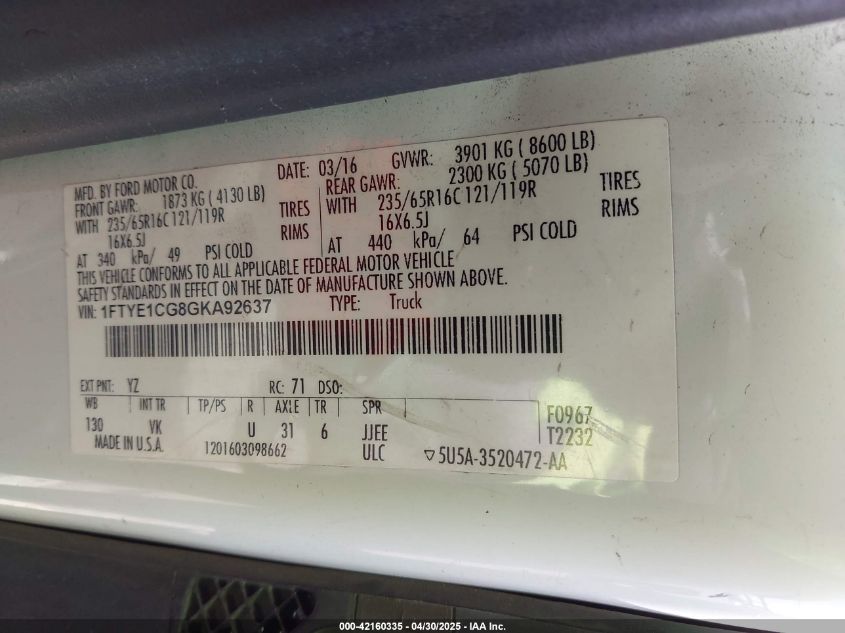 MFD. BY FORD MOTOR CO.
DATE: 03/16 GVWR: 3901 KG ( 8600 LB)
FRONT GAWR: 1873 KG ( 4130 LB)
WITH 235/65R16C 121/119R TIRES
16X6.5J RIMS
AT 340 kPa/ 49 PSI COLD
REAR GAWR: 2300 KG ( 5070 LB)
WITH 235/65R16C 121/119R TIRES
16X6.5J RIMS
AT 440 kPa/ 64 PSI COLD
THIS VEHICLE CONFORMS TO ALL APPLICABLE FEDERAL MOTOR VEHICLE
SAFETY STANDARDS IN EFFECT ON THE DATE OF MANUFACTURE SHOWN ABOVE.
VIN: 1FTYE1CG8GKA92637 TYPE: Truck
EXT PNT: YZ RC: 71 DSO:
WB INT TR TP/PS R AXLE TR SPR
130 VK U 31 6 JJEE
F0967
T2232
MADE IN U.S.A. 1201603098662 ULC ▽5U5A-3520472-AA
000-42160335 - 04/30/2025 - IAA Inc.